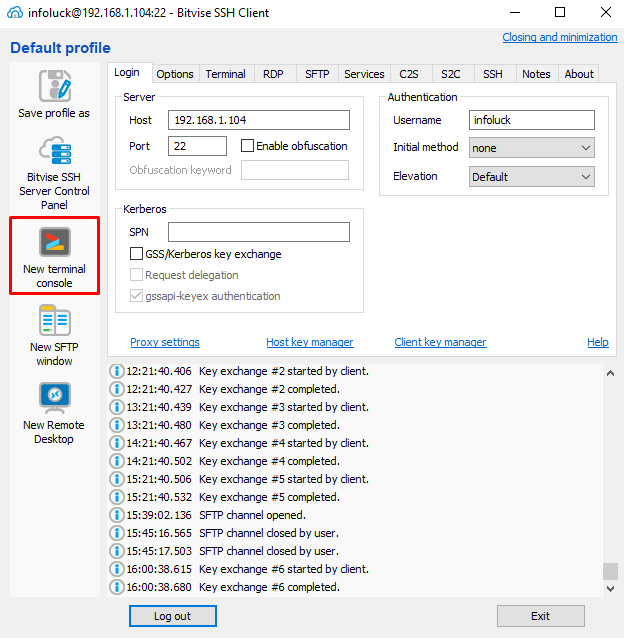 infoluck@192.168.1.104:22 - Bitvise SSH Client
Default profile
Closing and minimization
Save profile as
Bitvise SSH
Server Control
Panel
New terminal
console
New SFTP
window
New Remote
Desktop
Login Options Terminal RDP SFTP Services C2S S2C SSH Notes About
Server
Host 192.168.1.104
Port 22 Enable obfuscation
Obfuscation keyword
Kerberos
SPN
GSS/Kerberos key exchange
Request delegation
gssapi-keyex authentication
Authentication
Username infoluck
Initial method none
Elevation Default
Proxy settings Host key manager Client key manager Help
12:21:40.406 Key exchange #2 started by client.
12:21:40.427 Key exchange #2 completed.
13:21:40.439 Key exchange #3 started by client.
13:21:40.480 Key exchange #3 completed.
14:21:40.467 Key exchange #4 started by client.
14:21:40.502 Key exchange #4 completed.
15:21:40.506 Key exchange #5 started by client.
15:21:40.532 Key exchange #5 completed.
15:39:02.136 SFTP channel opened.
15:45:16.565 SFTP channel closed by user.
15:45:17.503 SFTP channel closed by user.
16:00:38.615 Key exchange #6 started by client.
16:00:38.680 Key exchange #6 completed.
Log out Exit